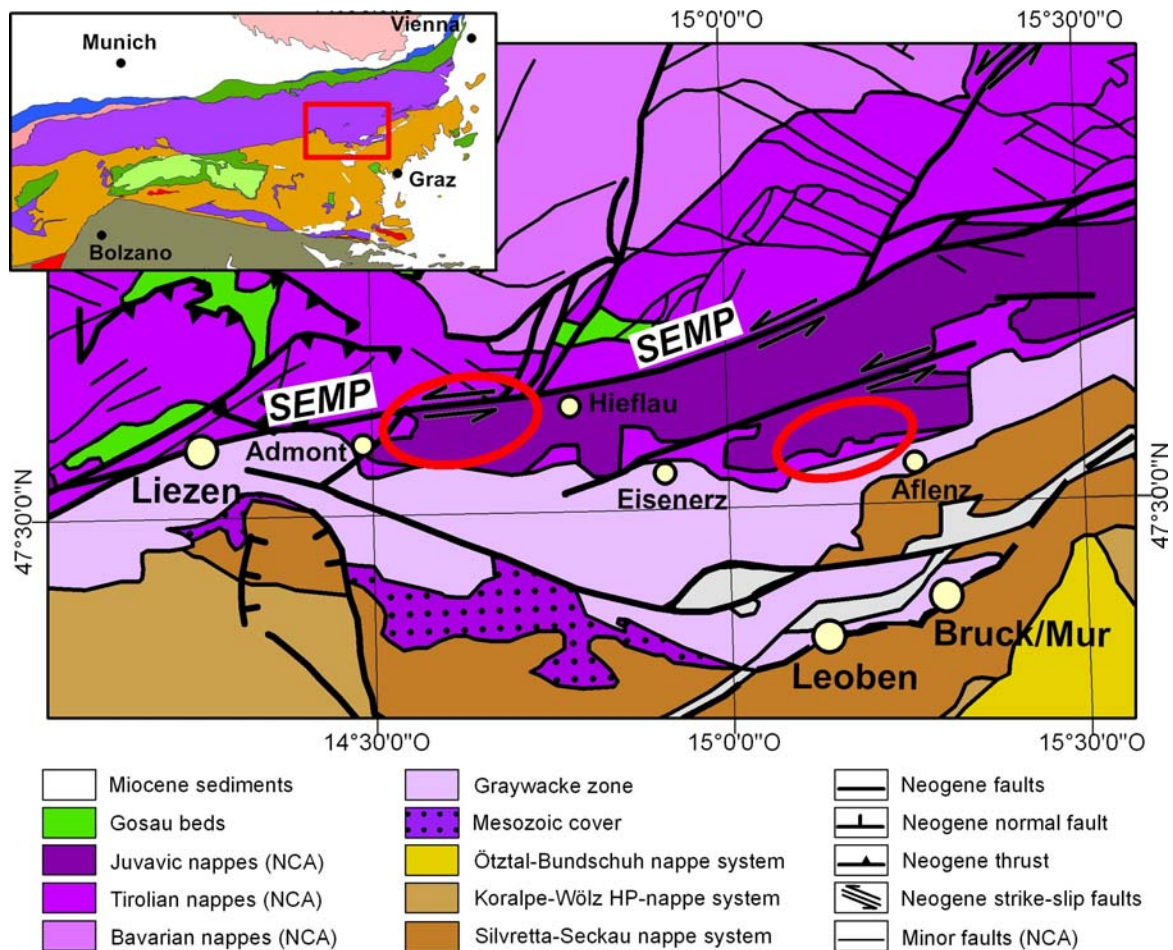 Munich
Vienna
Graz
Bolzano
15°00'0"O
15°30'0"O
SEMP
SEMP
Hieflau
Admont
Liezen
Eisenerz
Aflenz
47°30'0"N
47°30'0"N
Bruck/Mur
Leoben
14°30'0"O
15°00'0"O
15°30'0"O
Miocene sediments
Gosau beds
Juvavic nappes (NCA)
Tirolian nappes (NCA)
Bavarian nappes (NCA)
Graywacke zone
Mesozoic cover
Ötztal-Bundschuh nappe system
Koralpe-Wölz HP-nappe system
Silvretta-Seckau nappe system
Neogene faults
Neogene normal fault
Neogene thrust
Neogene strike-slip faults
Minor faults (NCA)